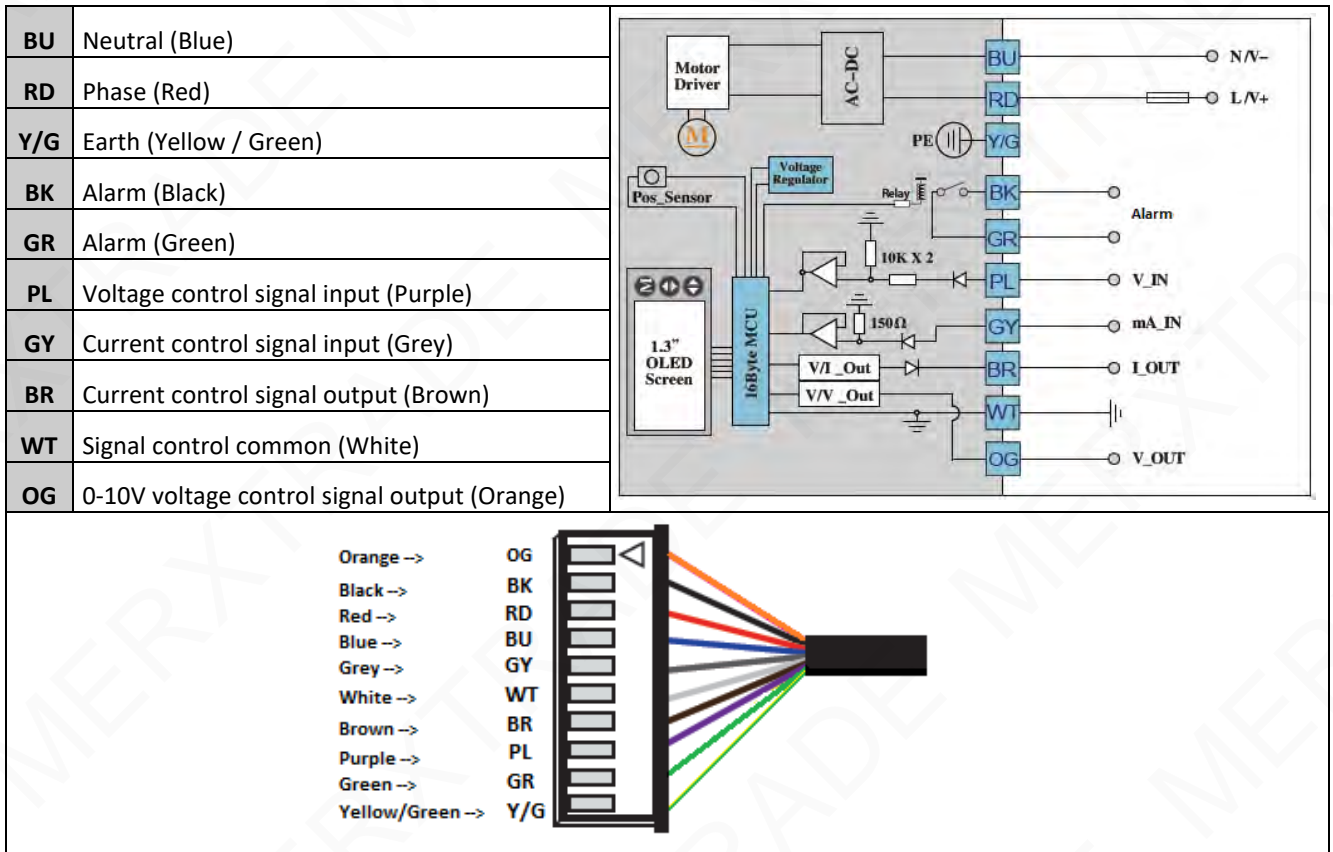 BU Neutral (Blue)
RD Phase (Red)
Y/G Earth (Yellow / Green)
BK Alarm (Black)
GR Alarm (Green)
PL Voltage control signal input (Purple)
GY Current control signal input (Grey)
BR Current control signal output (Brown)
WT Signal control common (White)
OG 0-10V voltage control signal output (Orange)
Motor
Driver
M
AC-DC
BU N/V-
RD L/V+
PE Y/G
Voltage
Regulator
Pos_Sensor
Relay BK
Alarm
GR
10K X 2
PL V_IN
150Ω
GY mA_IN
1.3"
OLED
Screen
16Byte MCU
V/I _Out
BR I_OUT
V/V _Out
WT
OG V_OUT
Orange --> OG
Black --> BK
Red --> RD
Blue --> BU
Grey --> GY
White --> WT
Brown --> BR
Purple --> PL
Green --> GR
Yellow/Green --> Y/G
MERXTRADE